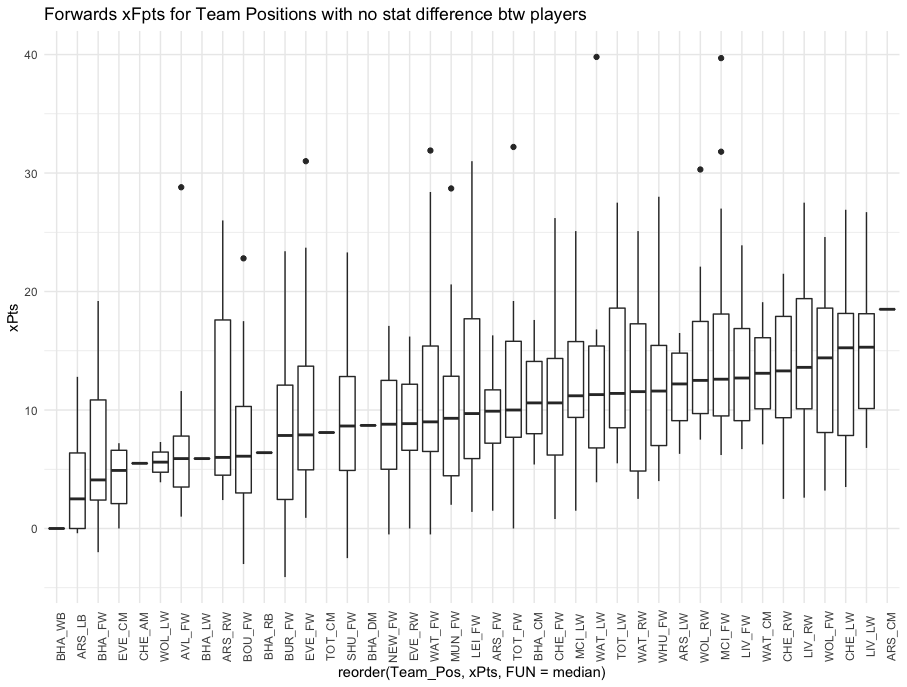 Forwards xFpts for Team Positions with no stat difference btw players
xPts
40
30
20
10
0
BHA_WB
ARS_LB
BHA_FW
EVE_CM
CHE_AM
WOL_LW
AVL_FW
BHA_LW
ARS_RW
BOU_FW
BHA_RB
BUR_FW
EVE_FW
TOT_CM
SHU_FW
BHA_DM
NEW_FW
EVE_RW
WAT_FW
MUN_FW
LEI_FW
ARS_FW
TOT_FW
BHA_CM
CHE_FW
MCI_LW
WAT_LW
TOT_LW
WAT_RW
WHU_FW
ARS_LW
WOL_RW
MCI_FW
LIV_FW
WAT_CM
CHE_RW
LIV_RW
WOL_FW
CHE_LW
LIV_LW
ARS_CM
reorder(Team_Pos, xPts, FUN = median)